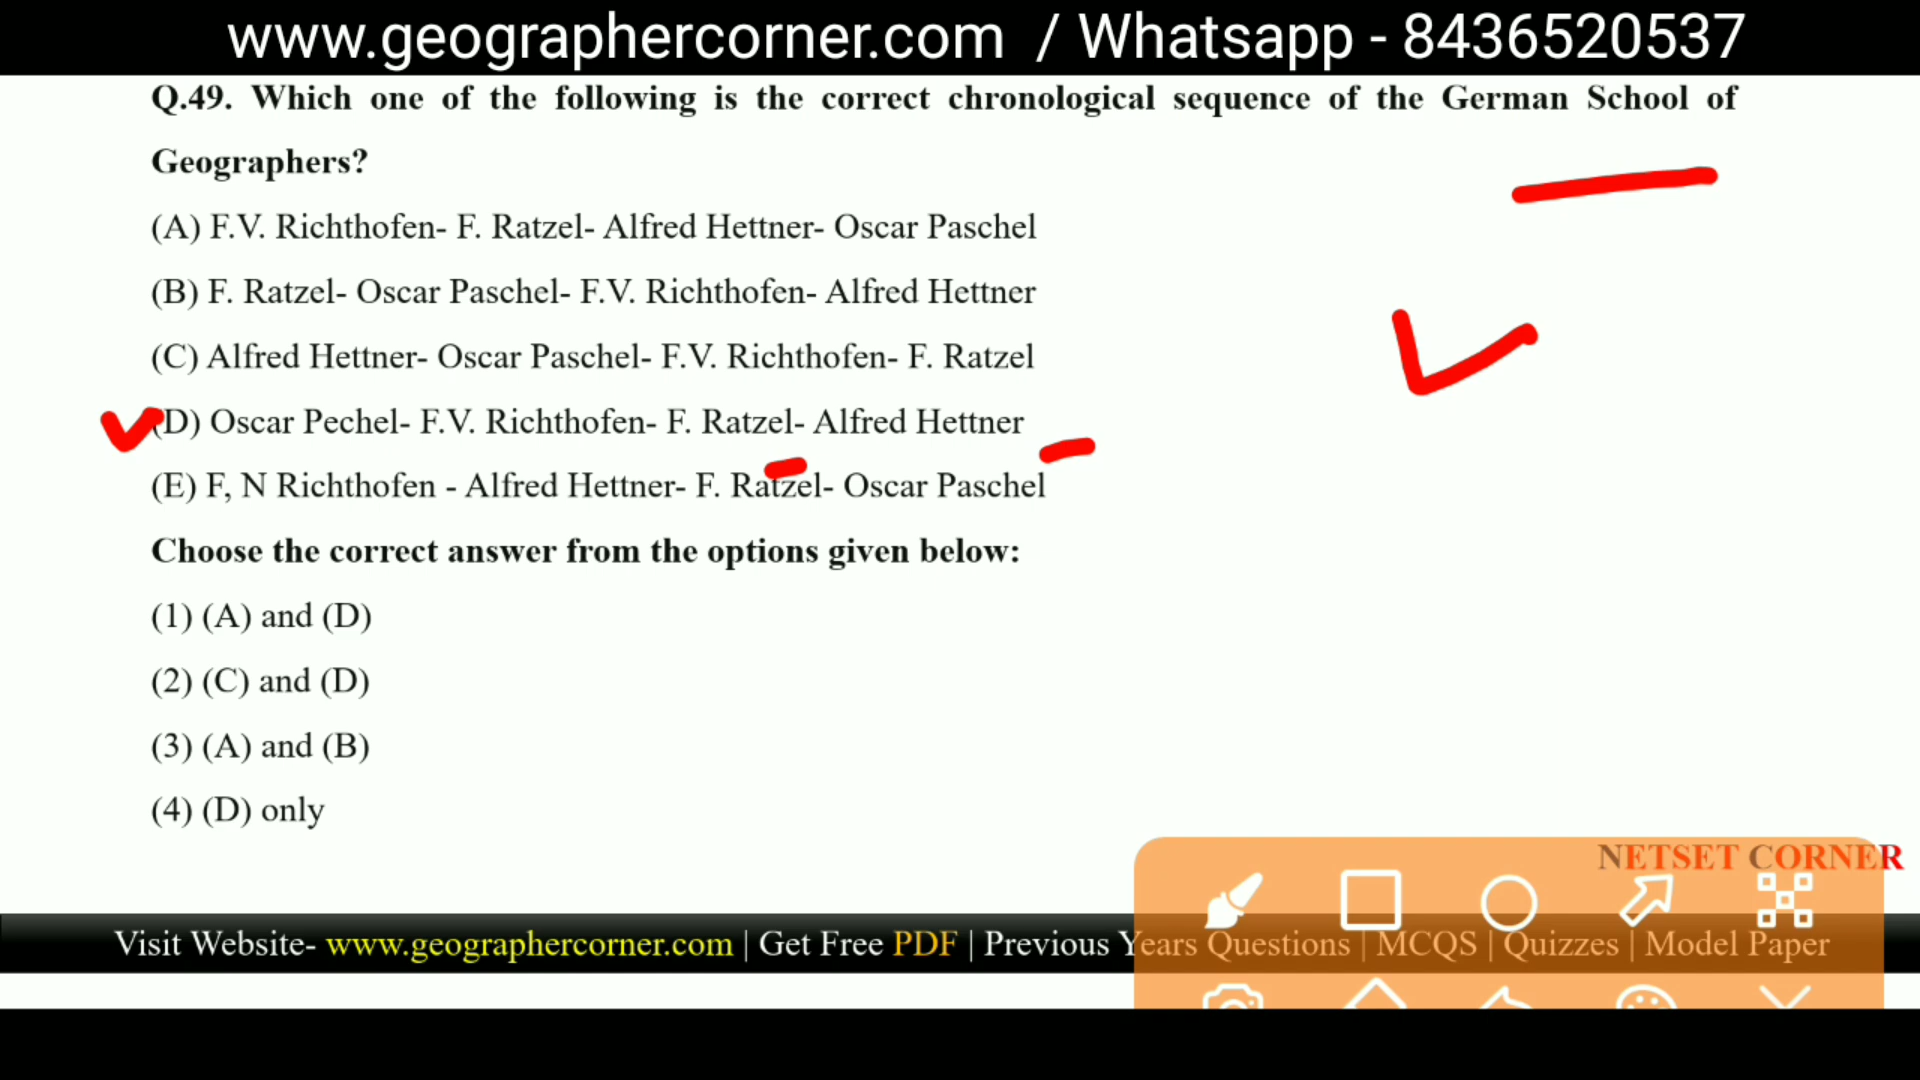 www.geographercorner.com / Whatsapp - 8436520537
Q.49. Which one of the following is the correct chronological sequence of the German School of
Geographers?
(A) F.V. Richthofen- F. Ratzel- Alfred Hettner- Oscar Paschel
(B) F. Ratzel- Oscar Paschel- F.V. Richthofen- Alfred Hettner
(C) Alfred Hettner- Oscar Paschel- F.V. Richthofen- F. Ratzel
(D) Oscar Pechel- F.V. Richthofen- F. Ratzel- Alfred Hettner
(E) F, N Richthofen - Alfred Hettner- F. Ratzel- Oscar Paschel
Choose the correct answer from the options given below:
(1) (A) and (D)
(2) (C) and (D)
(3) (A) and (B)
(4) (D) only
NETSET CORNER
Visit Website- www.geographercorner.com | Get Free PDF | Previous Years Questions | MCQS | Quizzes | Model Paper